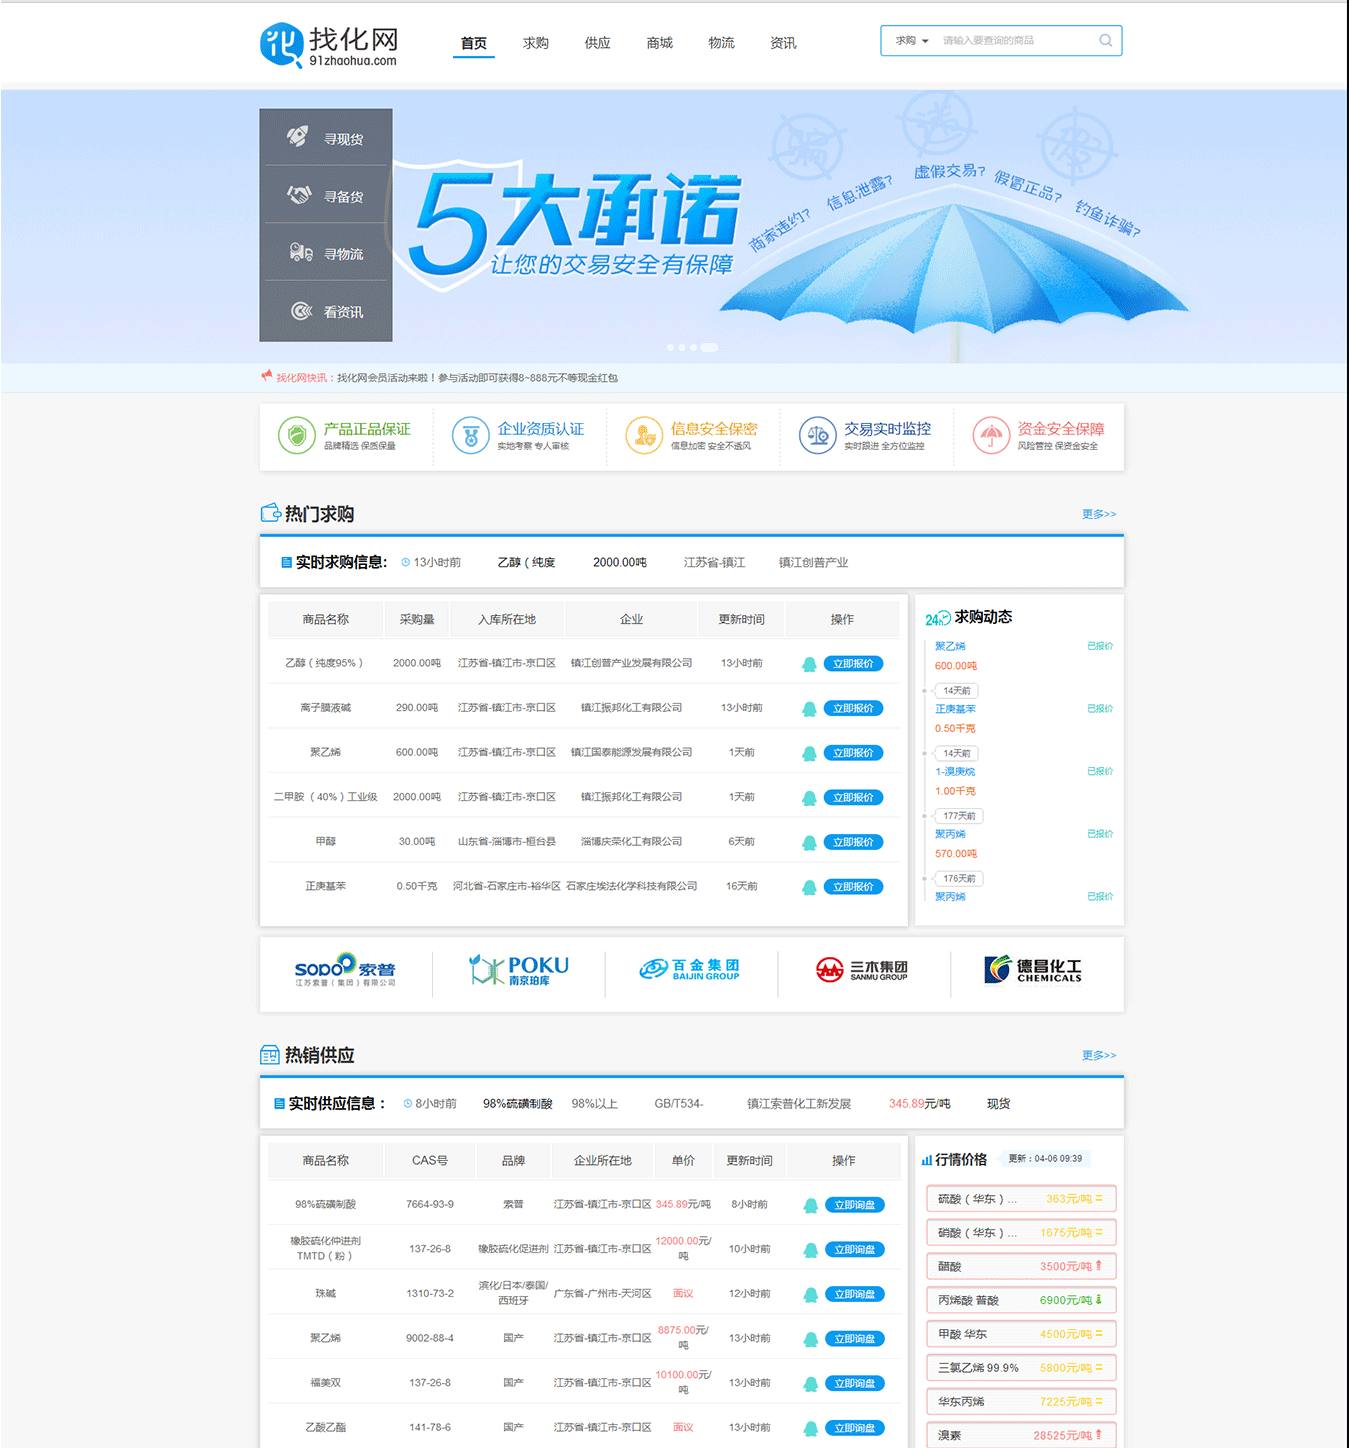 找化网
91zhaohua.com
首页 求购 供应 商城 物流 资讯
求购 请输入要查询的商品
寻现货
寻备货
寻物流
看资讯
5大承诺
让您的交易安全有保障
商家违约? 信息泄露? 虚假交易? 假冒正品? 钓鱼诈骗?
找化网快讯：找化网会员活动来啦！参与活动即可获得8~888元不等现金红包
产品正品保证 企业资质认证 信息安全保密 交易实时监控 资金安全保障
品牌精选 保质保量 实地考察 专人审核 信息加密 安全不透风 实时跟进 全方位监控 风险管控 保资金安全
热门求购 更多>>
实时求购信息: 13小时前 乙醇（纯度 2000.00吨 江苏省-镇江 镇江创普产业
商品名称 采购量 入库所在地 企业 更新时间 操作
乙醇（纯度95%） 2000.00吨 江苏省-镇江市-京口区 镇江创普产业发展有限公司 13小时前 立即报价
离子膜液碱 290.00吨 江苏省-镇江市-京口区 镇江振邦化工有限公司 13小时前 立即报价
聚乙烯 600.00吨 江苏省-镇江市-京口区 镇江国泰能源发展有限公司 1天前 立即报价
二甲胺（40%）工业级 2000.00吨 江苏省-镇江市-京口区 镇江振邦化工有限公司 1天前 立即报价
甲醇 30.00吨 山东省-淄博市-桓台县 淄博庆荣化工有限公司 6天前 立即报价
正庚基苯 0.50千克 河北省-石家庄市-裕华区 石家庄埃法化学科技有限公司 16天前 立即报价
24h 求购动态
聚乙烯 已报价
600.00吨
14天前
正庚基苯 已报价
0.50千克
14天前
1-溴庚烷 已报价
1.00千克
177天前
聚丙烯 已报价
570.00吨
176天前
聚丙烯 已报价
SOPO 索普
江苏索普（集团）有限公司
POKU
南京珀库
百金集团
BAIJIN GROUP
三木集团
SANMU GROUP
德昌化工
CHEMICALS
热销供应 更多>>
实时供应信息： 8小时前 98%硫磺制酸 98%以上 GB/T534- 镇江索普化工新发展 345.89元/吨 现货
商品名称 CAS号 品牌 企业所在地 单价 更新时间 操作
98%硫磺制酸 7664-93-9 索普 江苏省-镇江市-京口区 345.89元/吨 8小时前 立即询盘
橡胶硫化仲进剂TMTD（粉） 137-26-8 橡胶硫化促进剂 江苏省-镇江市-京口区 12000.00元/吨 10小时前 立即询盘
珠碱 1310-73-2 滨化/日本/泰国/西班牙 广东省-广州市-天河区 面议 12小时前 立即询盘
聚乙烯 9002-88-4 国产 江苏省-镇江市-京口区 8875.00元/吨 13小时前 立即询盘
福美双 137-26-8 国产 江苏省-镇江市-京口区 10100.00元/吨 13小时前 立即询盘
乙酸乙酯 141-78-6 国产 江苏省-镇江市-京口区 面议 13小时前 立即询盘
行情价格 更新：04-06 09:39
硫酸（华东）... 363元/吨 =
硝酸（华东）... 1675元/吨 =
醋酸 3500元/吨
丙烯酸 普酸 6900元/吨
甲酸 华东 4500元/吨 =
三氯乙烯 99.9% 5800元/吨 =
华东丙烯 7225元/吨 =
溴素 28525元/吨